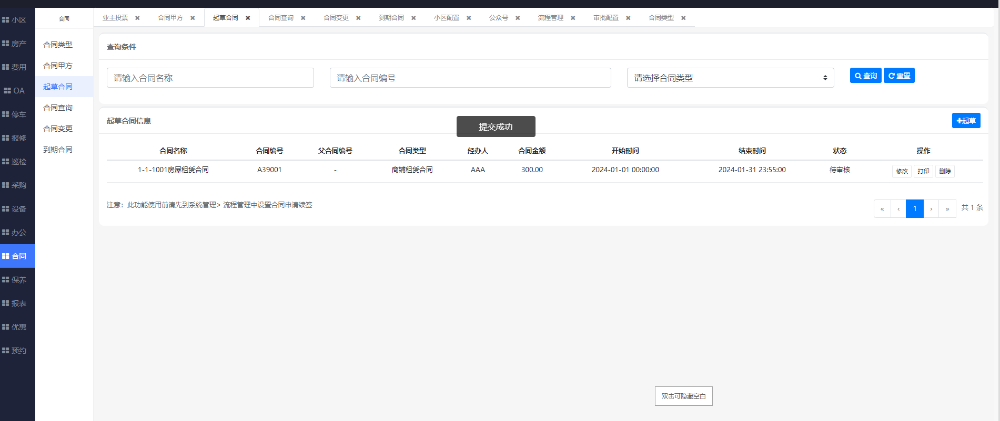 小区
房产
费用
OA
停车
报修
巡检
采购
设备
办公
合同
保养
报表
优惠
预约
合同
合同类型
合同甲方
起草合同
合同查询
合同变更
到期合同
业主投票 ✖ 合同甲方 ✖ 起草合同 ✖ 合同查询 ✖ 合同变更 ✖ 到期合同 ✖ 小区配置 ✖ 公众号 ✖ 流程管理 ✖ 审批配置 ✖ 合同类型 ✖
查询条件
请输入合同名称 请输入合同编号 请选择合同类型 查询 重置
起草合同信息 +起草
提交成功
合同名称 合同编号 父合同编号 合同类型 经办人 合同金额 开始时间 结束时间 状态 操作
1-1-1001房屋租赁合同 A39001 - 商铺租赁合同 AAA 300.00 2024-01-01 00:00:00 2024-01-31 23:55:00 待审核 修改 打印 删除
注意：此功能使用前请先到系统管理> 流程管理中设置合同申请续签
« ‹ 1 › » 共 1 条
双击可隐藏空白